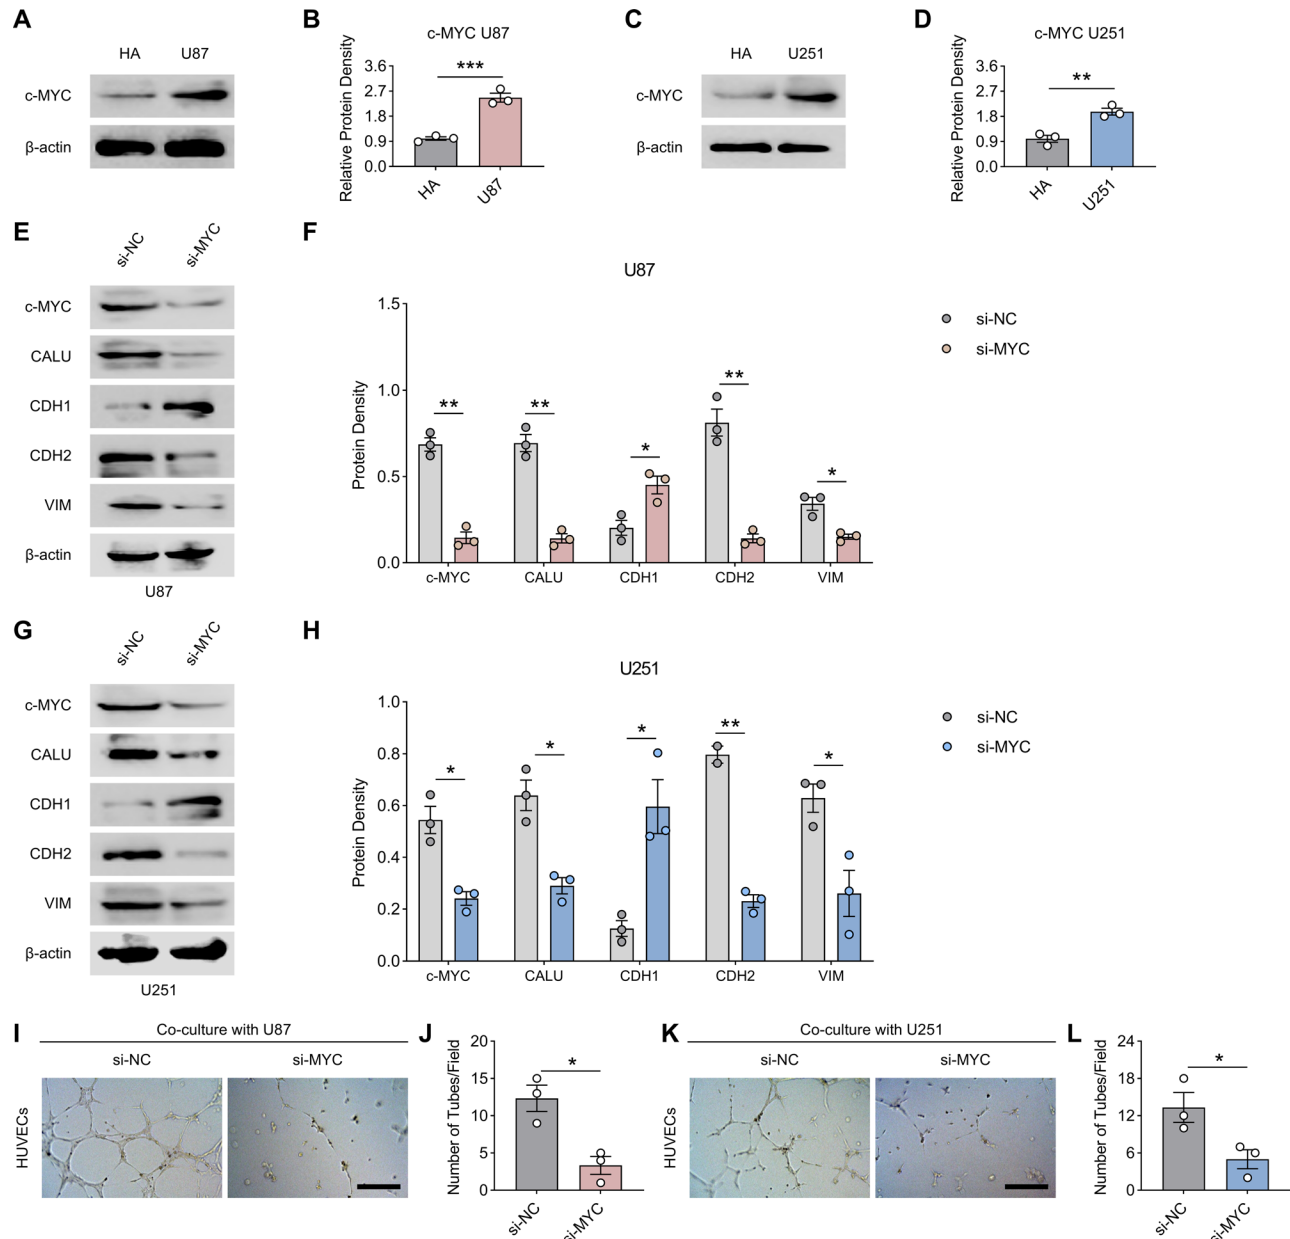 A
HA U87
c-MYC
β-actin
B
c-MYC U87
Relative Protein Density
3.6
2.7
1.8
0.9
0.0
***
HA
U87
C
HA U251
c-MYC
β-actin
D
c-MYC U251
Relative Protein Density
3.6
2.7
1.8
0.9
0.0
**
HA
U251
E
si-NC si-MYC
c-MYC
CALU
CDH1
CDH2
VIM
β-actin
U87
F
U87
Protein Density
1.5
1.0
0.5
0.0
** ** * ** *
c-MYC CALU CDH1 CDH2 VIM
si-NC
si-MYC
G
si-NC si-MYC
c-MYC
CALU
CDH1
CDH2
VIM
β-actin
U251
H
U251
Protein Density
1.0
0.8
0.6
0.4
0.2
0.0
* * * ** *
c-MYC CALU CDH1 CDH2 VIM
si-NC
si-MYC
I
Co-culture with U87
si-NC si-MYC
HUVECs
J
Number of Tubes/Field
20
15
10
5
0
*
si-NC
si-MYC
K
Co-culture with U251
si-NC si-MYC
HUVECs
L
Number of Tubes/Field
24
18
12
6
0
*
si-NC
si-MYC